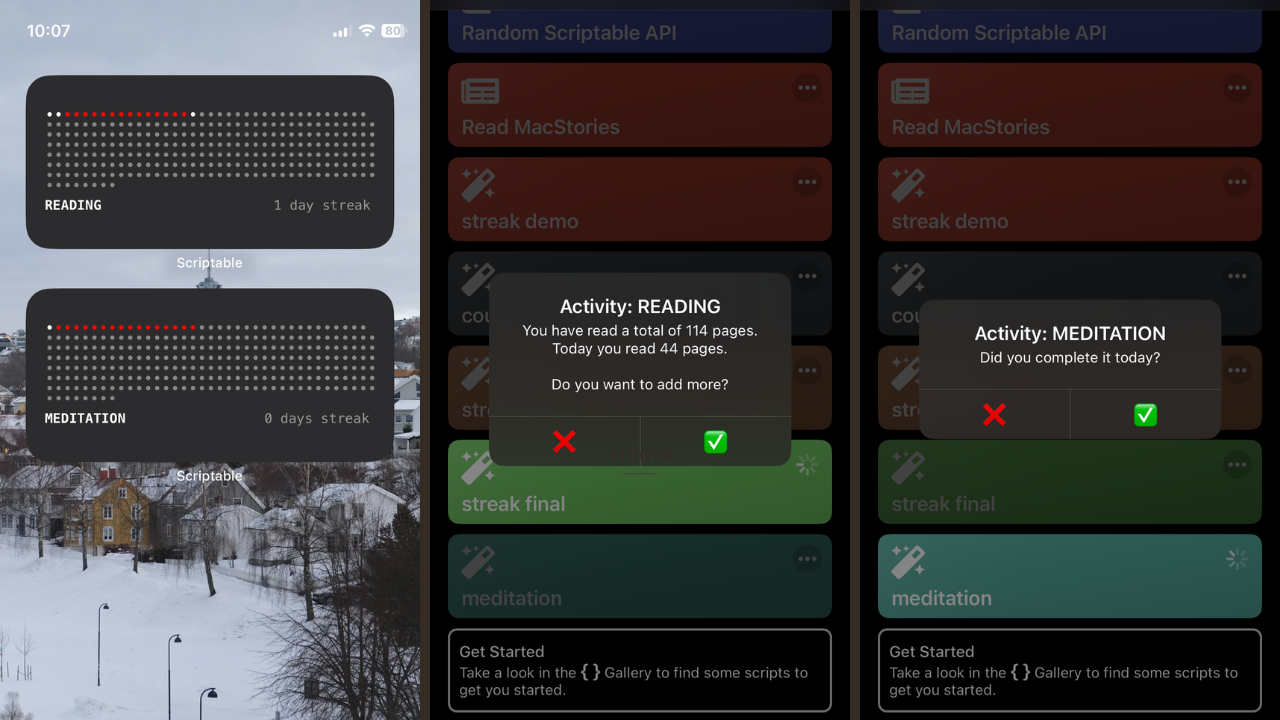 10:07
80
READING
1 day streak
Scriptable
MEDITATION
0 days streak
Scriptable
Random Scriptable API
Read MacStories
streak demo
cou
Activity: READING
You have read a total of 114 pages.
Today you read 44 pages.
Do you want to add more?
stre
streak final
meditation
Get Started
Take a look in the {} Gallery to find some scripts to
get you started.
Random Scriptable API
Read MacStories
streak demo
cou
Activity: MEDITATION
Did you complete it today?
stre
streak final
meditation
Get Started
Take a look in the {} Gallery to find some scripts to
get you started.